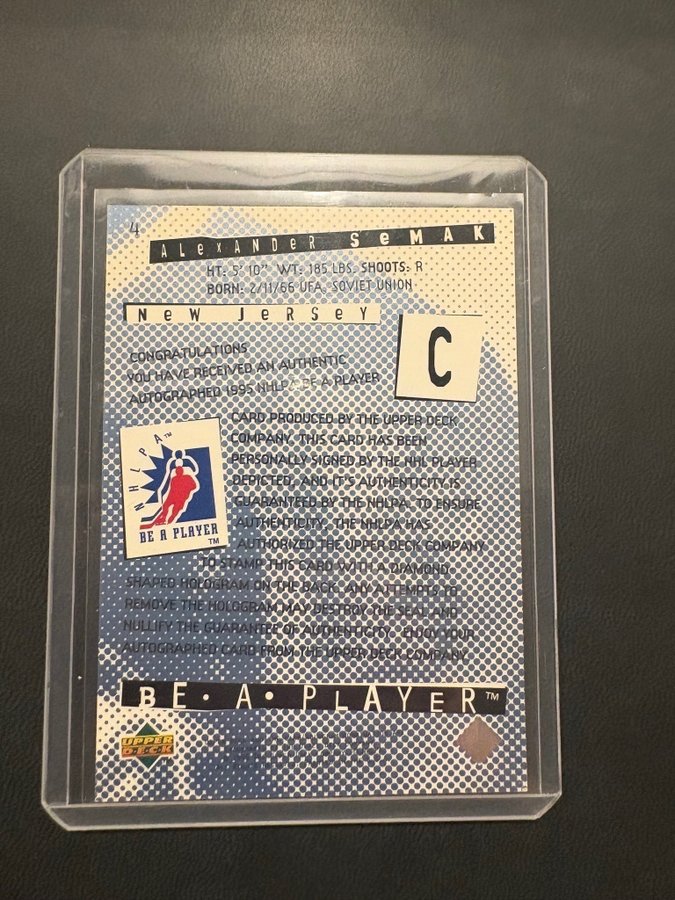 4
ALEXANDER SEMAK
HT: 5' 10" WT: 185 LBS. SHOOTS: R
BORN: 2/11/66 UFA, SOVIET UNION
NEW JERSEY
C
CONGRATULATIONS
YOU HAVE RECEIVED AN AUTHENTIC
AUTOGRAPHED 1995 NHLPA BE A PLAYER
CARD PRODUCED BY THE UPPER DECK
COMPANY. THIS CARD HAS BEEN
PERSONALLY SIGNED BY THE NHL PLAYER
DEPICTED, AND IT'S AUTHENTICITY IS
GUARANTEED BY THE NHLPA. TO ENSURE
AUTHENTICITY, THE NHLPA HAS
AUTHORIZED THE UPPER DECK COMPANY
TO STAMP THIS CARD WITH A DIAMOND
SHAPED HOLOGRAM ON THE BACK. ANY ATTEMPTS TO
REMOVE THE HOLOGRAM MAY DESTROY THE SEAL AND
NULLIFY THE GUARANTEE OF AUTHENTICITY. ENJOY YOUR
AUTOGRAPHED CARD FROM THE UPPER DECK COMPANY.
NHLPA™
BE A PLAYER
TM
BE • A • PLAYER™
UPPER
DECK